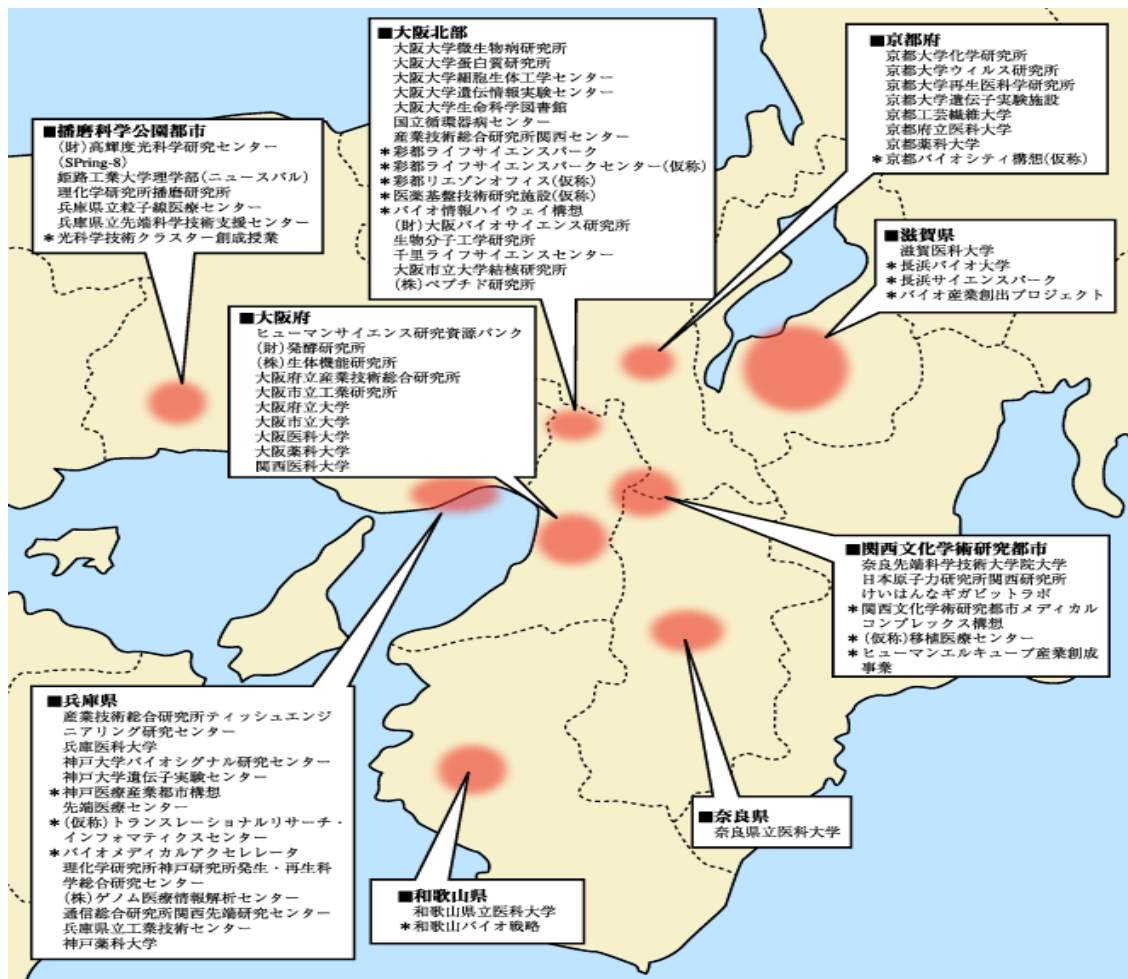 ■播磨科学公園都市
(財)高輝度光科学研究センター
(SPring-8)
姫路工業大学理学部(ニュースバル)
理化学研究所播磨研究所
兵庫県立粒子線医療センター
兵庫県立先端科学技術支援センター
*光科学技術クラスター創成授業
■大阪北部
大阪大学微生物病研究所
大阪大学蛋白質研究所
大阪大学細胞生体工学センター
大阪大学遺伝情報実験センター
大阪大学生命科学図書館
国立循環器病センター
産業技術総合研究所関西センター
*彩都ライフサイエンスパーク
*彩都ライフサイエンスパークセンター(仮称)
*彩都リエゾンオフィス(仮称)
*医薬基盤技術研究施設(仮称)
*バイオ情報ハイウェイ構想
(財)大阪バイオサイエンス研究所
生物分子工学研究所
千里ライフサイエンスセンター
大阪市立大学結核研究所
(株)ペプチド研究所
■京都府
京都大学化学研究所
京都大学ウィルス研究所
京都大学再生医科学研究所
京都大学遺伝子実験施設
京都工芸繊維大学
京都府立医科大学
京都薬科大学
*京都バイオシティ構想(仮称)
■滋賀県
滋賀医科大学
*長浜バイオ大学
*長浜サイエンスパーク
*バイオ産業創出プロジェクト
■大阪府
ヒューマンサイエンス研究資源バンク
(財)発酵研究所
(株)生体機能研究所
大阪府立産業技術総合研究所
大阪市立工業研究所
大阪府立大学
大阪市立大学
大阪医科大学
大阪薬科大学
関西医科大学
■関西文化学術研究都市
奈良先端科学技術大学院大学
日本原子力研究所関西研究所
けいはんなギガビットラボ
*関西文化学術研究都市メディカル
コンプレックス構想
*(仮称)移植医療センター
*ヒューマンエルキューブ産業創成
事業
■兵庫県
産業技術総合研究所ティッシュエンジ
ニアリング研究センター
兵庫医科大学
神戸大学バイオシグナル研究センター
神戸大学遺伝子実験センター
*神戸医療産業都市構想
先端医療センター
*(仮称)トランスレーショナルリサーチ・
インフォマティクスセンター
*バイオメディカルアクセレレータ
理化学研究所神戸研究所発生・再生科
学総合研究センター
(株)ゲノム医療情報解析センター
通信総合研究所関西先端研究センター
兵庫県立工業技術センター
神戸薬科大学
■和歌山県
和歌山県立医科大学
*和歌山バイオ戦略
■奈良県
奈良県立医科大学